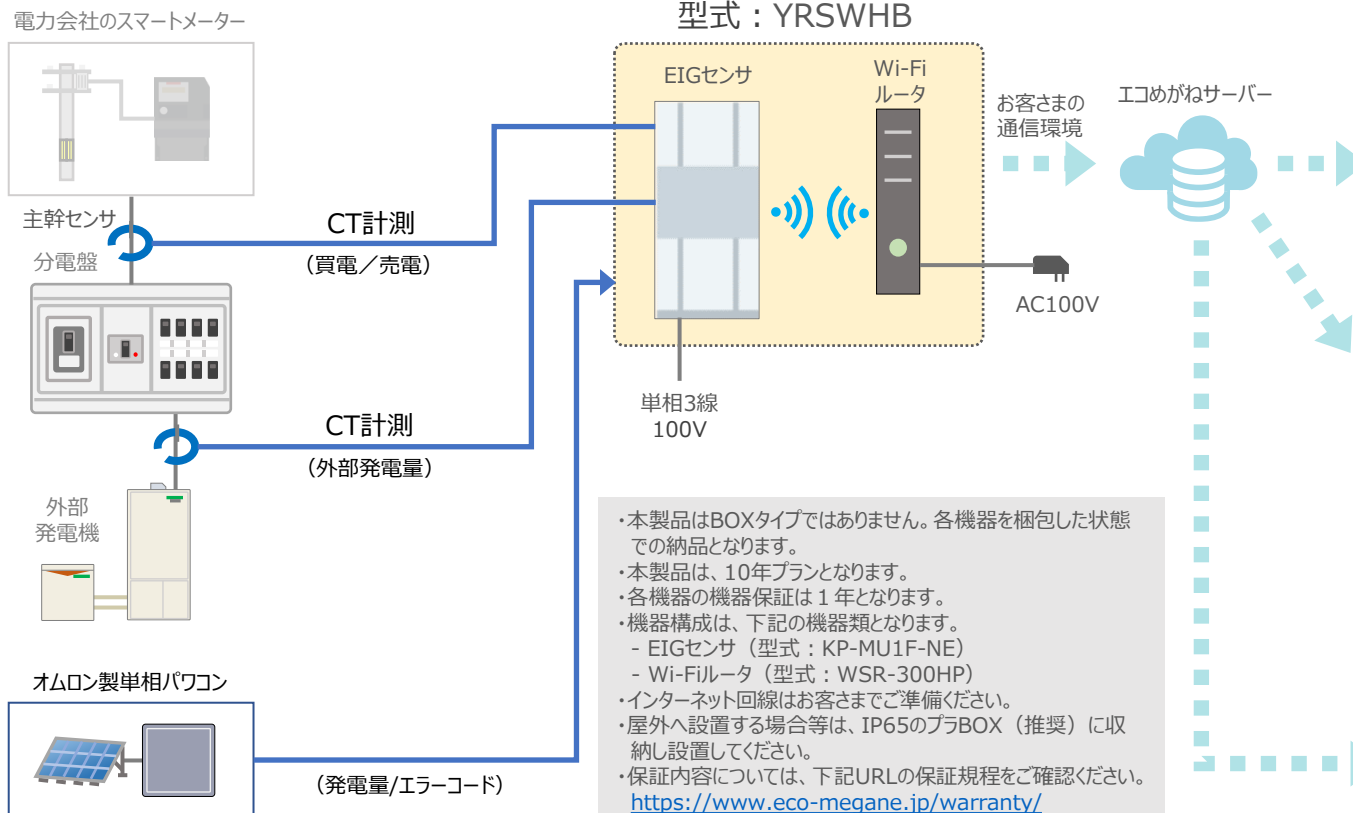 電力会社のスマートメーター
型式：YRSWHB
EIGセンサ
Wi-Fi
ルータ
お客さまの
通信環境
エコめがねサーバー
主幹センサ
分電盤
CT計測
（買電／売電）
AC100V
単相3線
100V
CT計測
（外部発電量）
外部
発電機
・本製品はBOXタイプではありません。各機器を梱包した状態
での納品となります。
・本製品は、10年プランとなります。
・各機器の機器保証は１年となります。
・機器構成は、下記の機器類となります。
- EIGセンサ（型式：KP-MU1F-NE）
- Wi-Fiルータ（型式：WSR-300HP）
・インターネット回線はお客さまでご準備ください。
・屋外へ設置する場合等は、IP65のプラBOX（推奨）に収
納し設置してください。
・保証内容については、下記URLの保証規程をご確認ください。
https://www.eco-megane.jp/warranty/
オムロン製単相パワコン
（発電量/エラーコード）